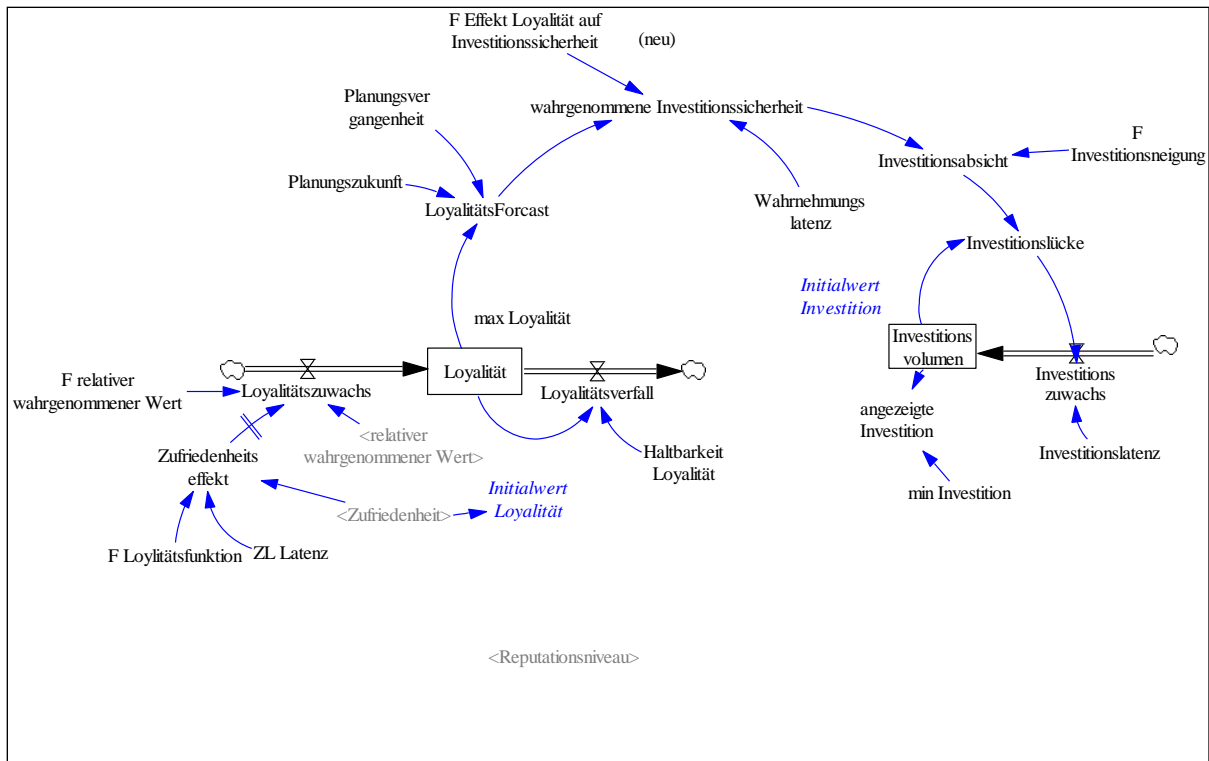 F Effekt Loyalität auf
Investitionssicherheit
(neu)
Planungsver
gangenheit
wahrgenommene Investitionssicherheit
F
Investitionsneigung
Investitionsabsicht
Planungszukunft
LoyalitätsForcast
Wahrnehmungs
latenz
Investitionslücke
Initialwert
Investition
max Loyalität
Investitions
volumen
Loyalität
F relativer
wahrgenommener Wert
Loyalitätszuwachs
Loyalitätsverfall
Investitions
zuwachs
angezeigte
Investition
<relativer
wahrgenommener Wert>
Zufriedenheits
effekt
Haltbarkeit
Loyalität
Investitionslatenz
Initialwert
Loyalität
min Investition
<Zufriedenheit>
F Loylitätsfunktion
ZL Latenz
<Reputationsniveau>